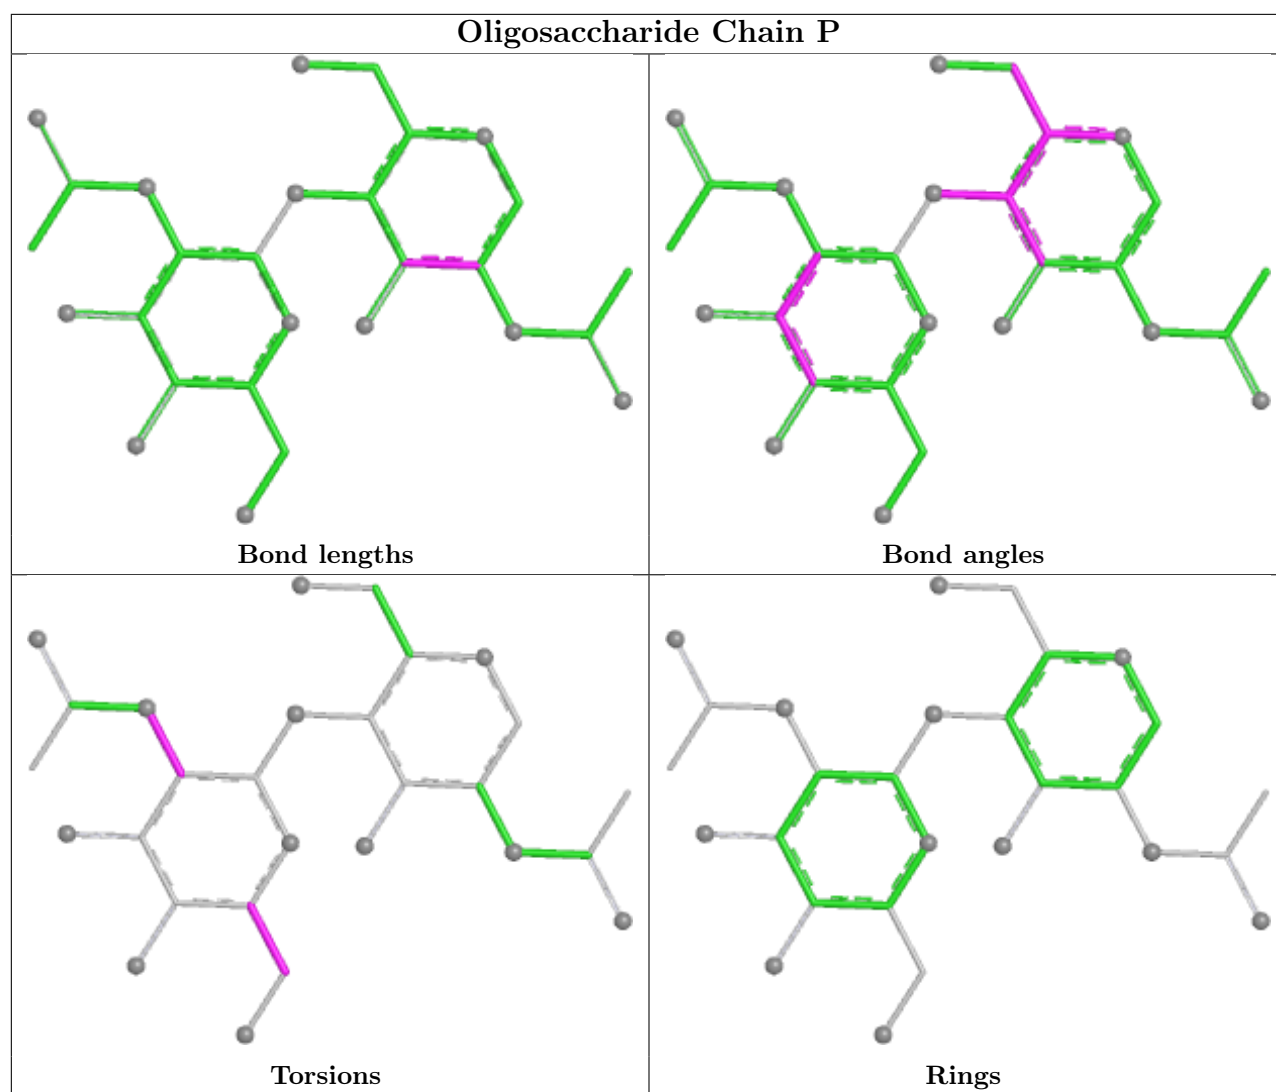 Oligosaccharide Chain P
Bond lengths
Bond angles
Torsions
Rings